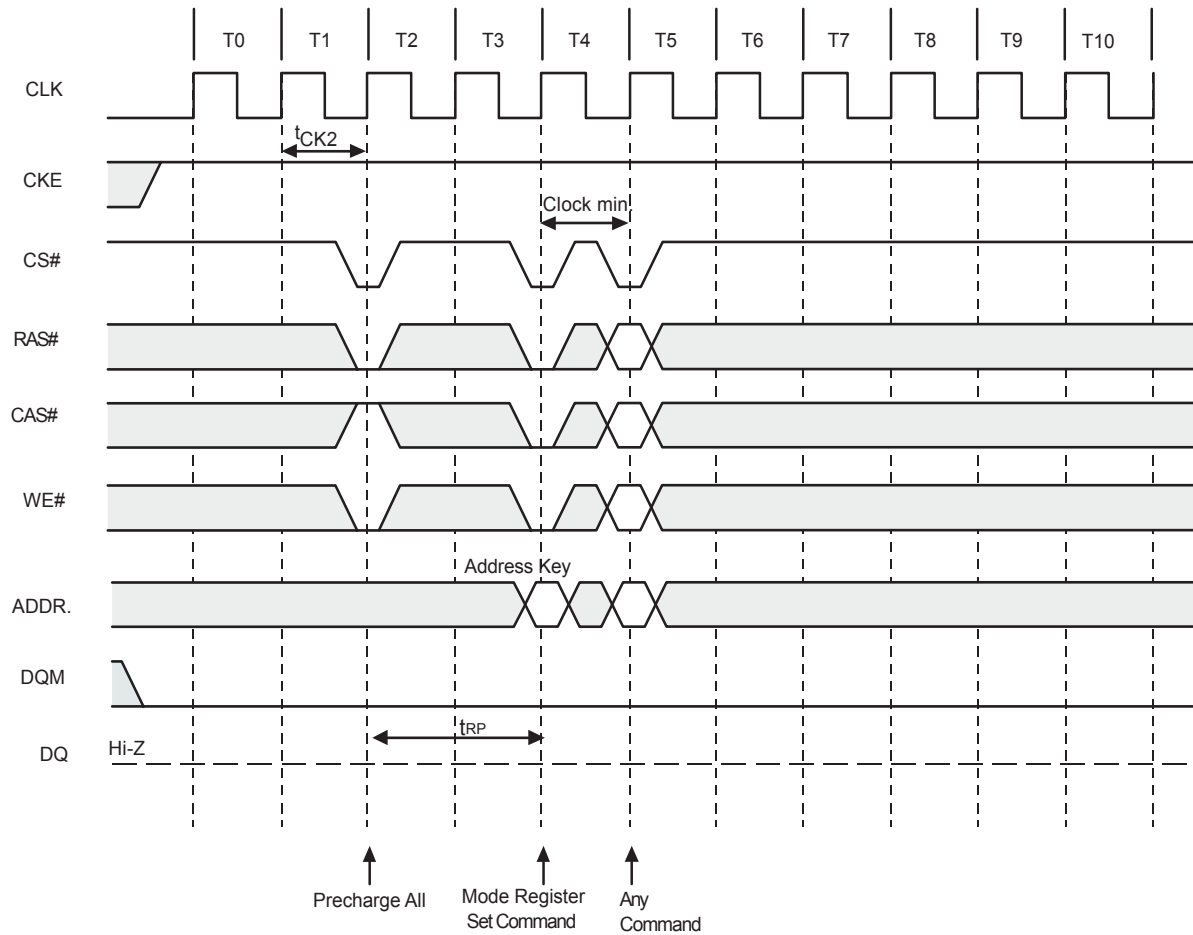 T0 T1 T2 T3 T4 T5 T6 T7 T8 T9 T10
CLK
tCK2
CKE
Clock min.
CS#
RAS#
CAS#
WE#
Address Key
ADDR.
DQM
tRP
DQ Hi-Z
Precharge All
Mode Register
Set Command
Any
Command